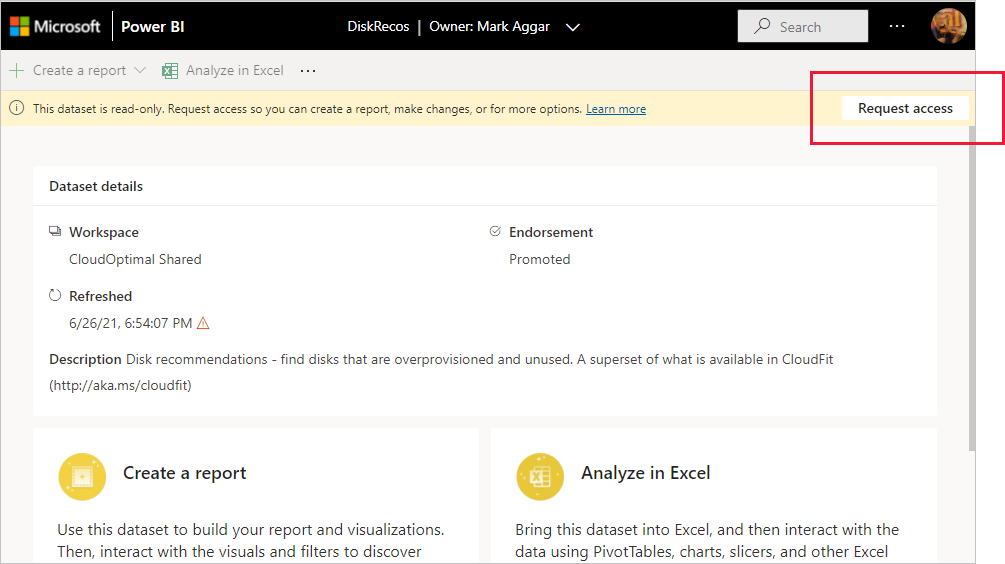 Microsoft Power BI DiskRecos | Owner: Mark Aggar Search ...
+ Create a report Analyze in Excel ...
This dataset is read-only. Request access so you can create a report, make changes, or for more options. Learn more Request access
Dataset details
Workspace Endorsement
CloudOptimal Shared Promoted
Refreshed
6/26/21, 6:54:07 PM
Description Disk recommendations - find disks that are overprovisioned and unused. A superset of what is available in CloudFit
(http://aka.ms/cloudfit)
Create a report
Use this dataset to build your report and visualizations.
Then, interact with the visuals and filters to discover
Analyze in Excel
Bring this dataset into Excel, and then interact with the
data using PivotTables, charts, slicers, and other Excel